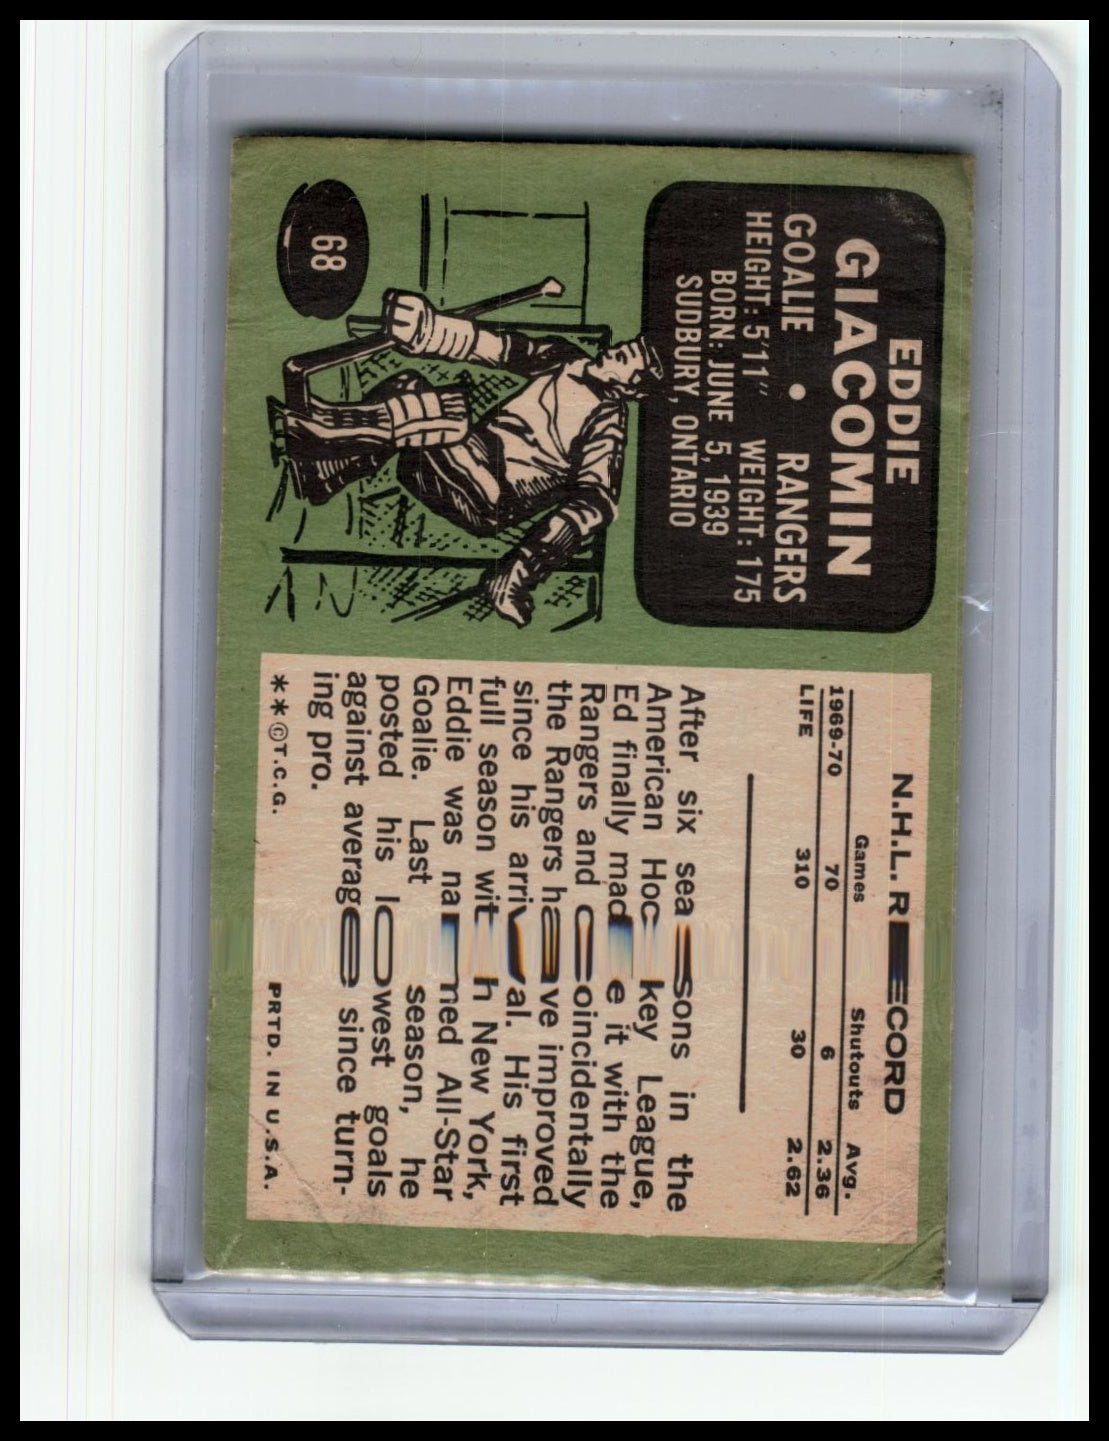 EDDIE
GIACOMIN
GOALIE • RANGERS
HEIGHT: 5'11" WEIGHT: 175
BORN: JUNE 5, 1939
SUDBURY, ONTARIO
68
N.H.L. RECORD
Games Shutouts Avg.
1969-70 70 6 2.36
LIFE 310 30 2.62
After six seasons in the
American Hockey League,
Ed finally made it with the
Rangers and Coincidentally
the Rangers have improved
since his arrival. His first
full season with New York,
Eddie was named All-Star
Goalie. Last season, he
posted his lowest goals
against average since turn-
ing pro.
**©T.C.G. PRTD. IN U.S.A.